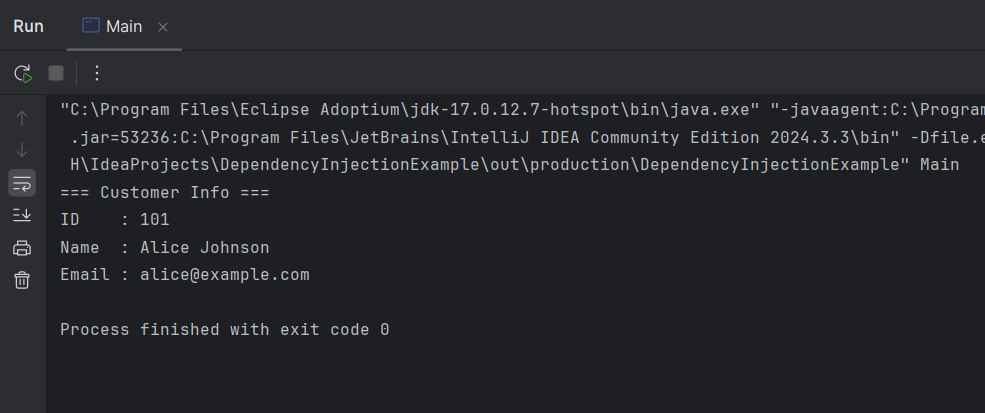 Run Main
"C:\Program Files\Eclipse Adoptium\jdk-17.0.12.7-hotspot\bin\java.exe" "-javaagent:C:\Program
.jar=53236:C:\Program Files\JetBrains\IntelliJ IDEA Community Edition 2024.3.3\bin" -Dfile.e
H\IdeaProjects\DependencyInjectionExample\out\production\DependencyInjectionExample" Main
=== Customer Info ===
ID    : 101
Name  : Alice Johnson
Email : alice@example.com
Process finished with exit code 0